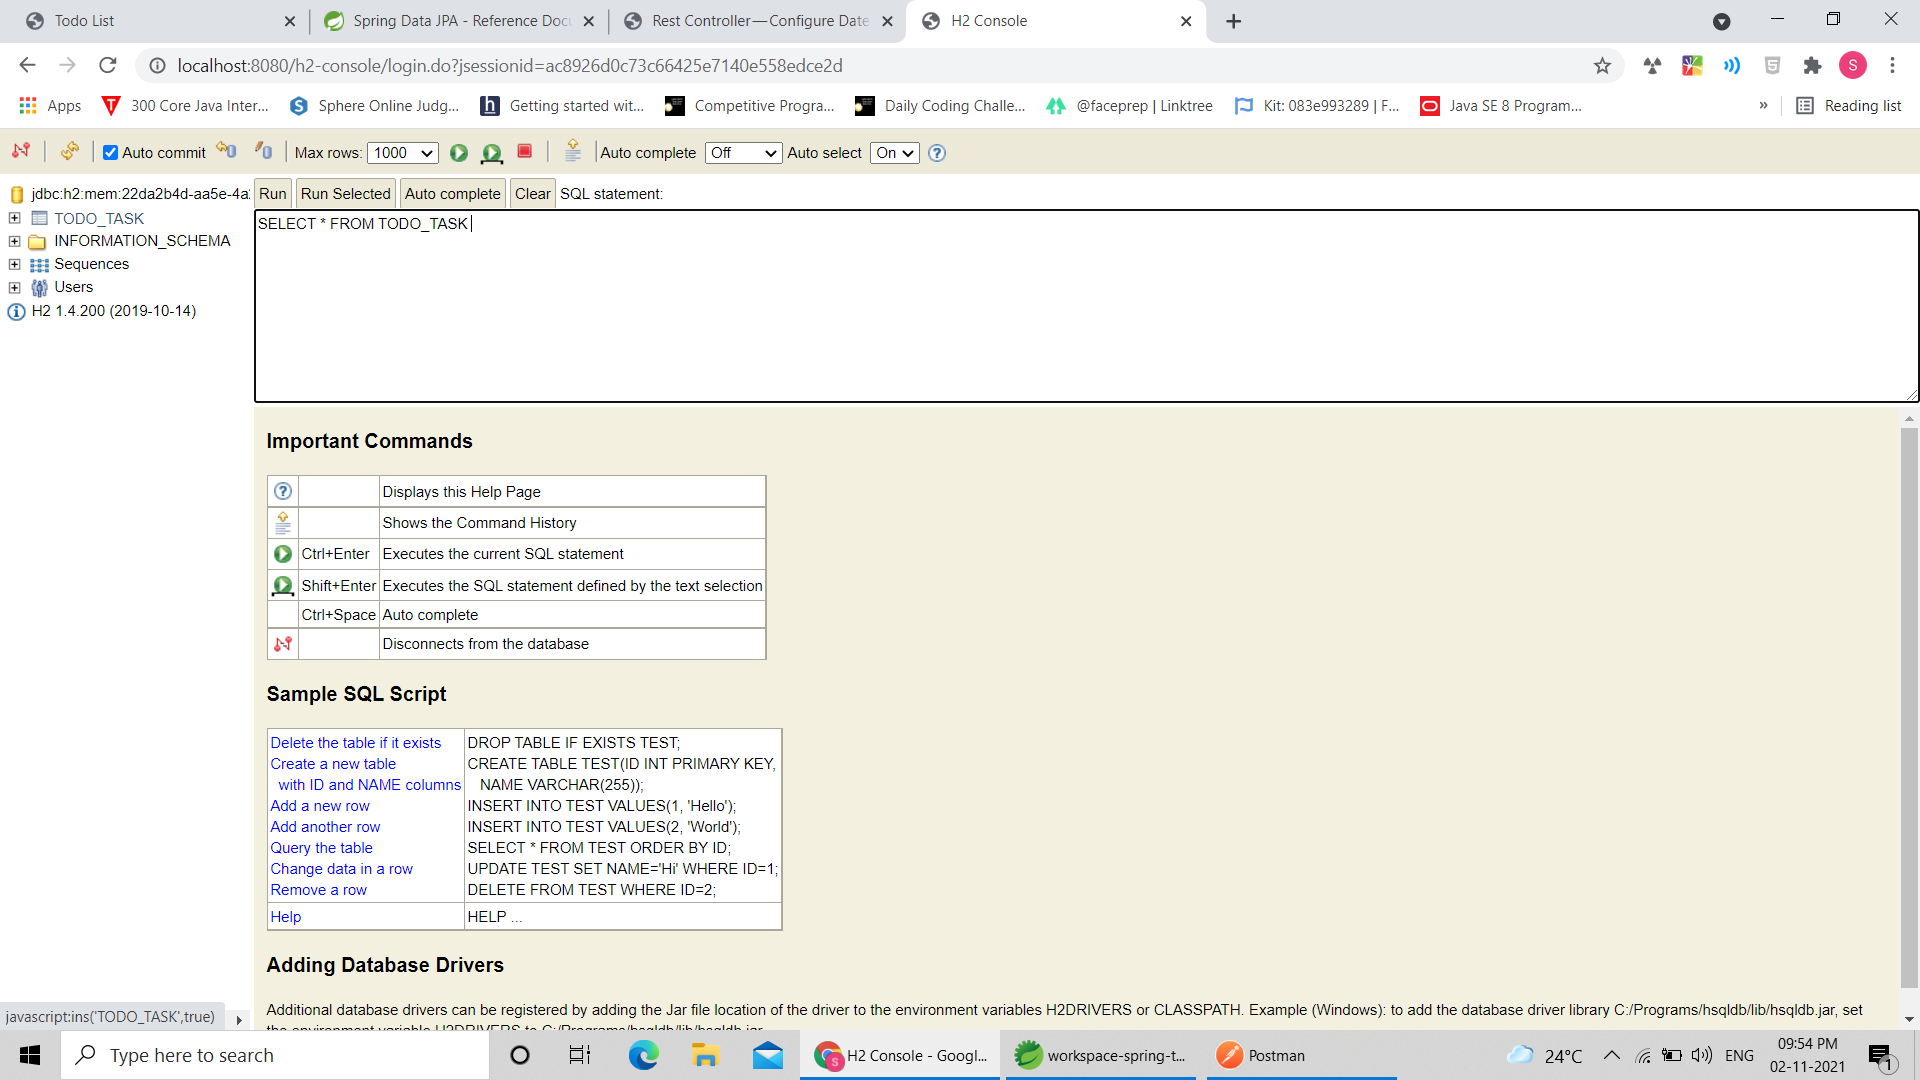 Todo List
Spring Data JPA - Reference Doc
Rest Controller — Configure Date
H2 Console
localhost:8080/h2-console/login.do?jsessionid=ac8926d0c73c66425e7140e558edce2d
S
Apps
300 Core Java Inter...
Sphere Online Judg...
Getting started wit...
Competitive Progra...
Daily Coding Challe...
@faceprep | Linktree
Kit: 083e993289 | F...
Java SE 8 Program...
»
Reading list
Auto commit
Max rows: 1000
Auto complete Off
Auto select On
jdbc:h2:mem:22da2b4d-aa5e-4a
Run
Run Selected
Auto complete
Clear
SQL statement:
TODO_TASK
INFORMATION_SCHEMA
Sequences
Users
H2 1.4.200 (2019-10-14)
SELECT * FROM TODO_TASK
Important Commands
Displays this Help Page
Shows the Command History
Ctrl+Enter Executes the current SQL statement
Shift+Enter Executes the SQL statement defined by the text selection
Ctrl+Space Auto complete
Disconnects from the database
Sample SQL Script
Delete the table if it exists DROP TABLE IF EXISTS TEST;
Create a new table CREATE TABLE TEST(ID INT PRIMARY KEY,
with ID and NAME columns NAME VARCHAR(255));
Add a new row INSERT INTO TEST VALUES(1, 'Hello');
Add another row INSERT INTO TEST VALUES(2, 'World');
Query the table SELECT * FROM TEST ORDER BY ID;
Change data in a row UPDATE TEST SET NAME='Hi' WHERE ID=1;
Remove a row DELETE FROM TEST WHERE ID=2;
Help HELP ...
Adding Database Drivers
Additional database drivers can be registered by adding the Jar file location of the driver to the environment variables H2DRIVERS or CLASSPATH. Example (Windows): to add the database driver library C:/Programs/hsqldb/lib/hsqldb.jar, set
the environment variable H2DRIVERS to C:/Programs/hsqldb/lib/hsqldb.jar
javascript:ins('TODO_TASK',true)
Type here to search
H2 Console - Googl...
workspace-spring-t...
Postman
24°C
ENG
09:54 PM
02-11-2021
1